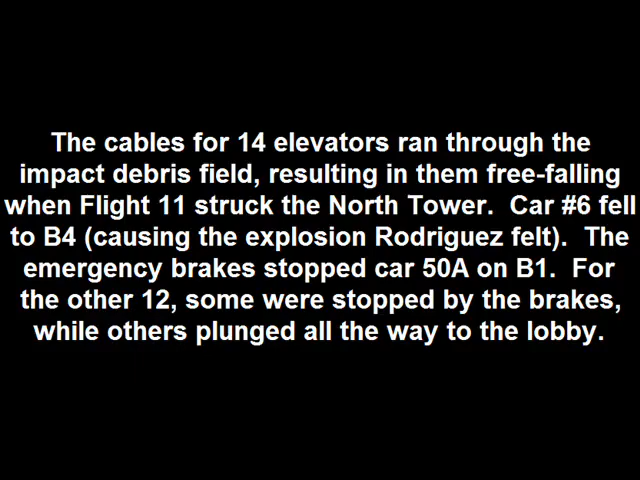 The cables for 14 elevators ran through the
impact debris field, resulting in them free-falling
when Flight 11 struck the North Tower.  Car #6 fell
to B4 (causing the explosion Rodriguez felt).  The
emergency brakes stopped car 50A on B1.  For
the other 12, some were stopped by the brakes,
while others plunged all the way to the lobby.